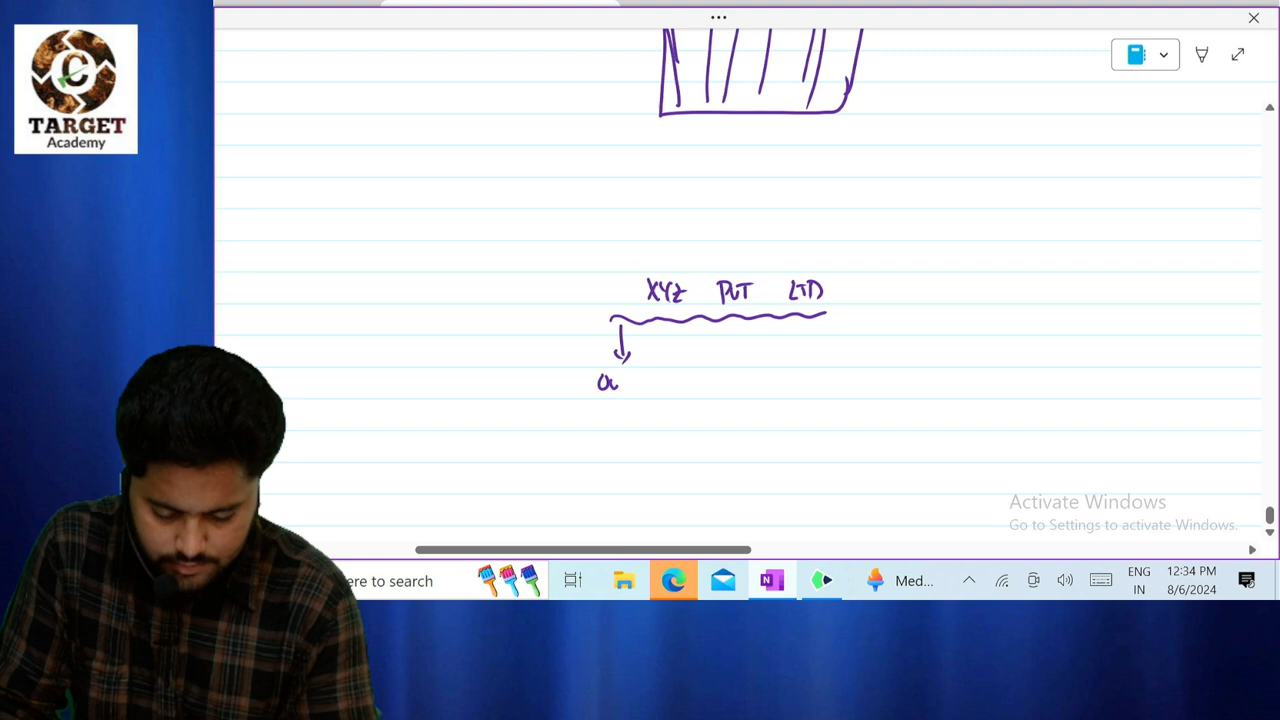 TARGET
Academy
XYZ PVT LTD
Activate Windows
Go to Settings to activate Windows.
ere to search
Med...
ENG
IN
12:34 PM
8/6/2024